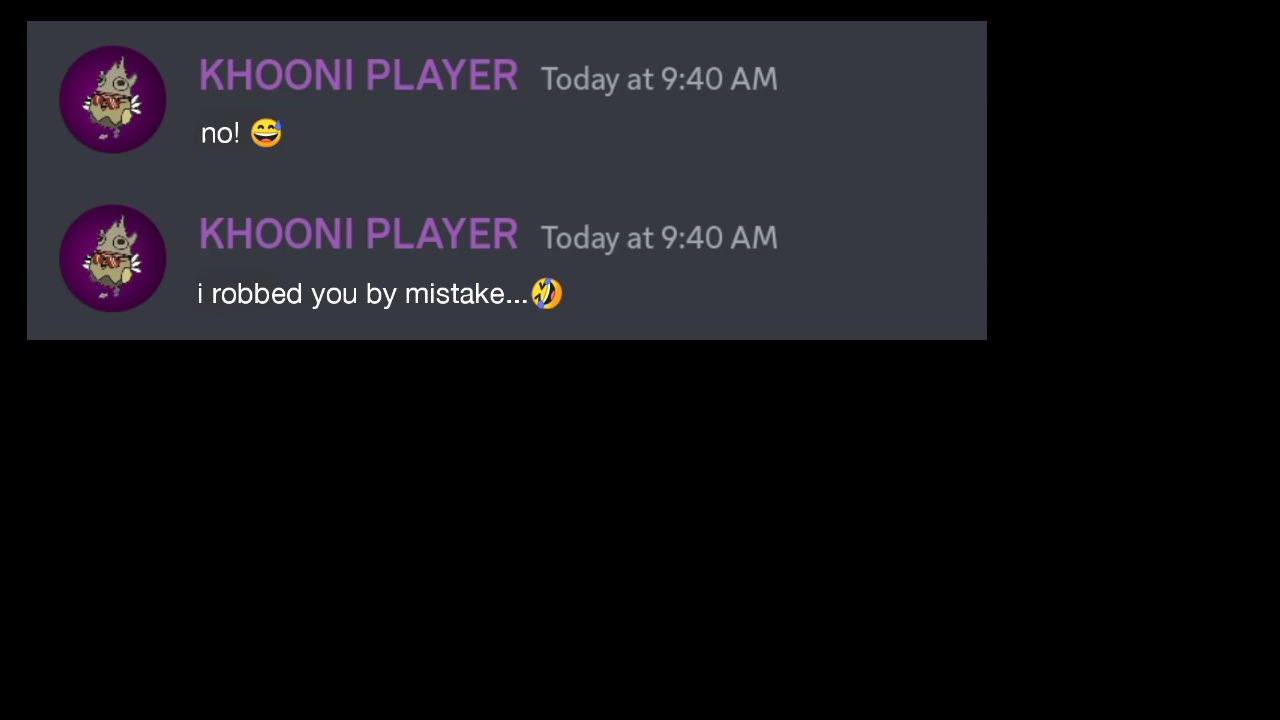 KHOONI PLAYER Today at 9:40 AM
no! 😅
KHOONI PLAYER Today at 9:40 AM
i robbed you by mistake...🤣